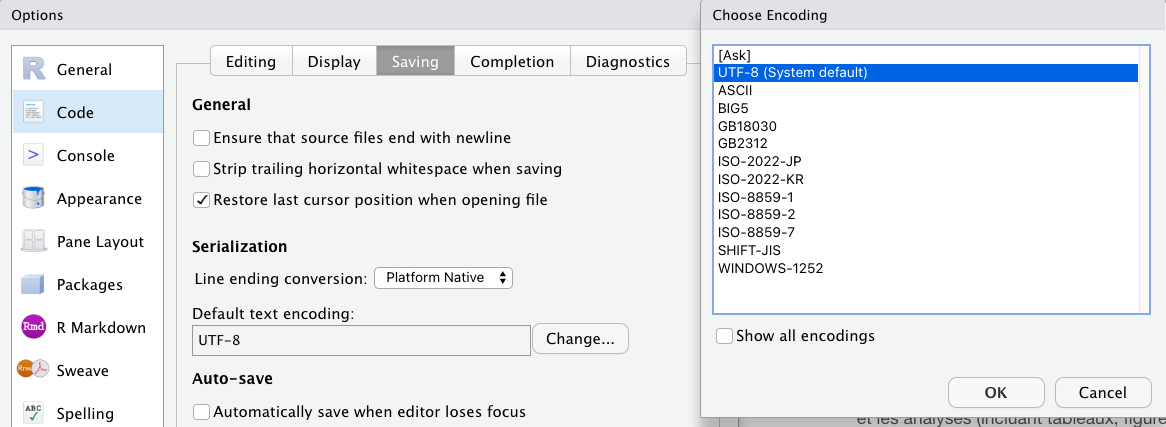 Options
General
Code
Console
Appearance
Pane Layout
Packages
Rmd R Markdown
Rnw Sweave
ABC Spelling
Editing Display Saving Completion Diagnostics
General
Ensure that source files end with newline
Strip trailing horizontal whitespace when saving
Restore last cursor position when opening file
Serialization
Line ending conversion: Platform Native
Default text encoding:
UTF-8 Change...
Auto-save
Automatically save when editor loses focus
Choose Encoding
[Ask]
UTF-8 (System default)
ASCII
BIG5
GB18030
GB2312
ISO-2022-JP
ISO-2022-KR
ISO-8859-1
ISO-8859-2
ISO-8859-7
SHIFT-JIS
WINDOWS-1252
Show all encodings
OK Cancel
et les analyses (incluant tableaux, figure